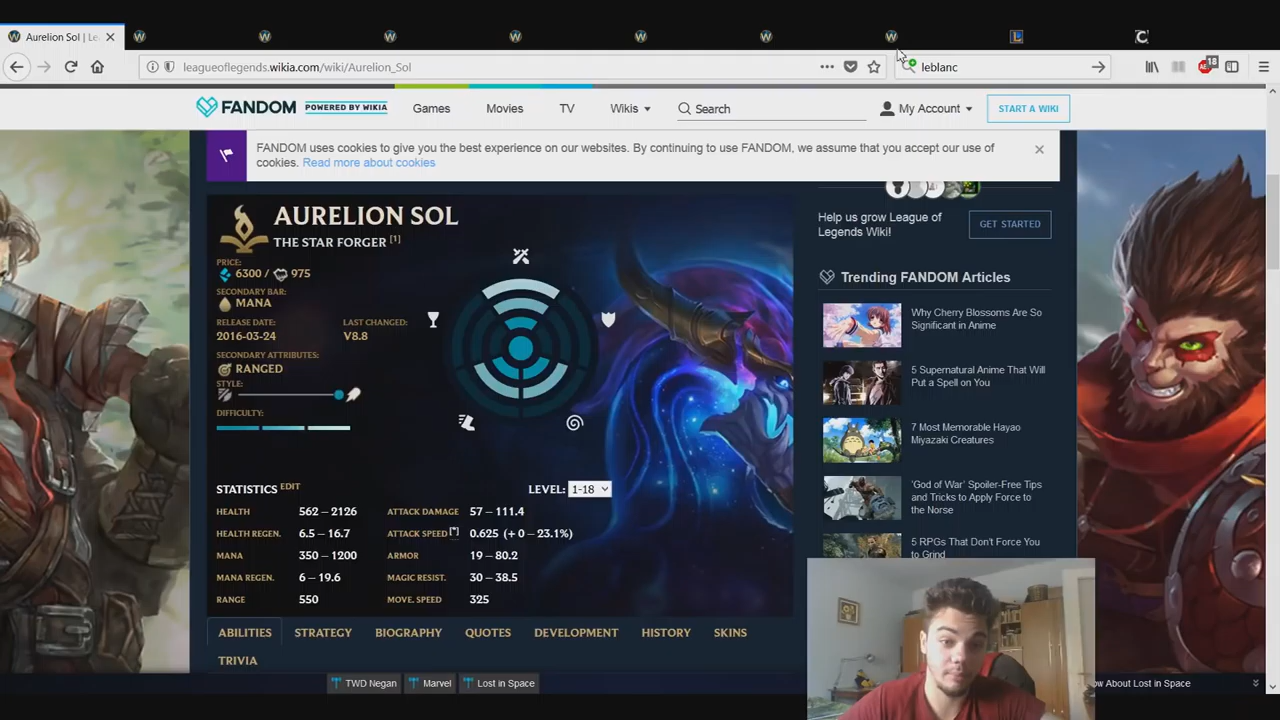 Aurelion Sol | Le
leagueoflegends.wikia.com/wiki/Aurelion_Sol
leblanc
18
FANDOM POWERED BY WIKIA
Games Movies TV Wikis Search My Account START A WIKI
FANDOM uses cookies to give you the best experience on our websites. By continuing to use FANDOM, we assume that you accept our use of
cookies. Read more about cookies
AURELION SOL
THE STAR FORGER [1]
PRICE:
6300 / 975
SECONDARY BAR:
MANA
RELEASE DATE: LAST CHANGED:
2016-03-24 V8.8
SECONDARY ATTRIBUTES:
RANGED
STYLE:
DIFFICULTY:
STATISTICS EDIT LEVEL: 1-18
HEALTH 562 – 2126 ATTACK DAMAGE 57 – 111.4
HEALTH REGEN. 6.5 – 16.7 ATTACK SPEED[*] 0.625 (+ 0 – 23.1%)
MANA 350 – 1200 ARMOR 19 – 80.2
MANA REGEN. 6 – 19.6 MAGIC RESIST. 30 – 38.5
RANGE 550 MOVE. SPEED 325
ABILITIES STRATEGY BIOGRAPHY QUOTES DEVELOPMENT HISTORY SKINS
TRIVIA
Help us grow League of
Legends Wiki!
GET STARTED
Trending FANDOM Articles
Why Cherry Blossoms Are So
Significant in Anime
5 Supernatural Anime That Will
Put a Spell on You
7 Most Memorable Hayao
Miyazaki Creatures
'God of War' Spoiler-Free Tips
and Tricks to Apply Force to
the Norse
5 RPGs That Don't Force You
to Grind
TWD Negan Marvel Lost in Space
ow About Lost in Space